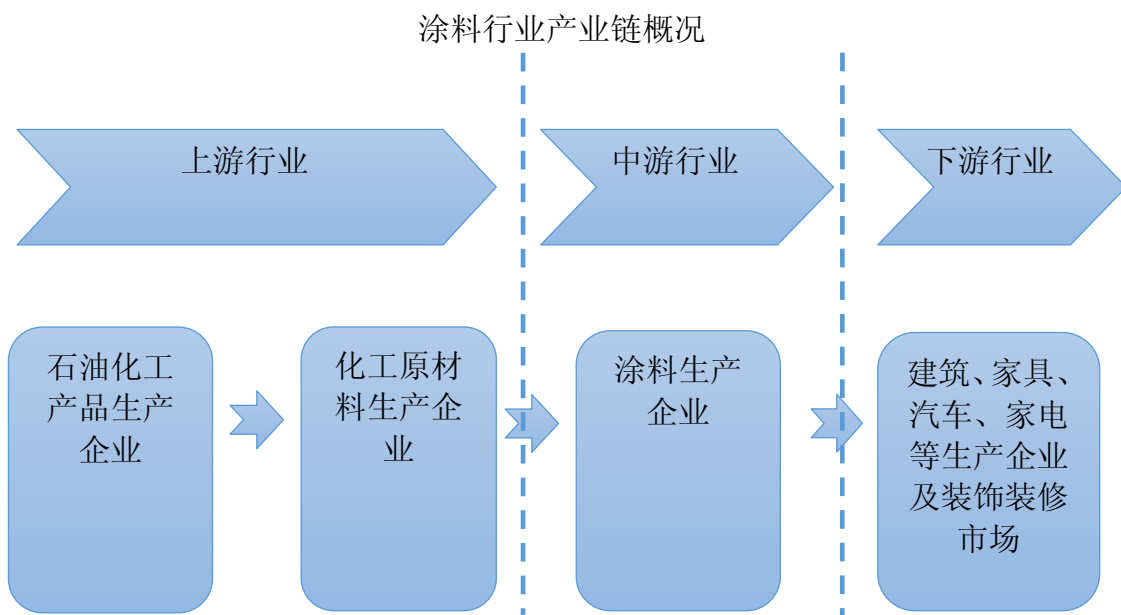 涂料行业产业链概况
上游行业
中游行业
下游行业
石油化工
产品生产
企业
化工原材
料生产企
业
涂料生产
企业
建筑、家具、
汽车、家电
等生产企业
及装饰装修
市场